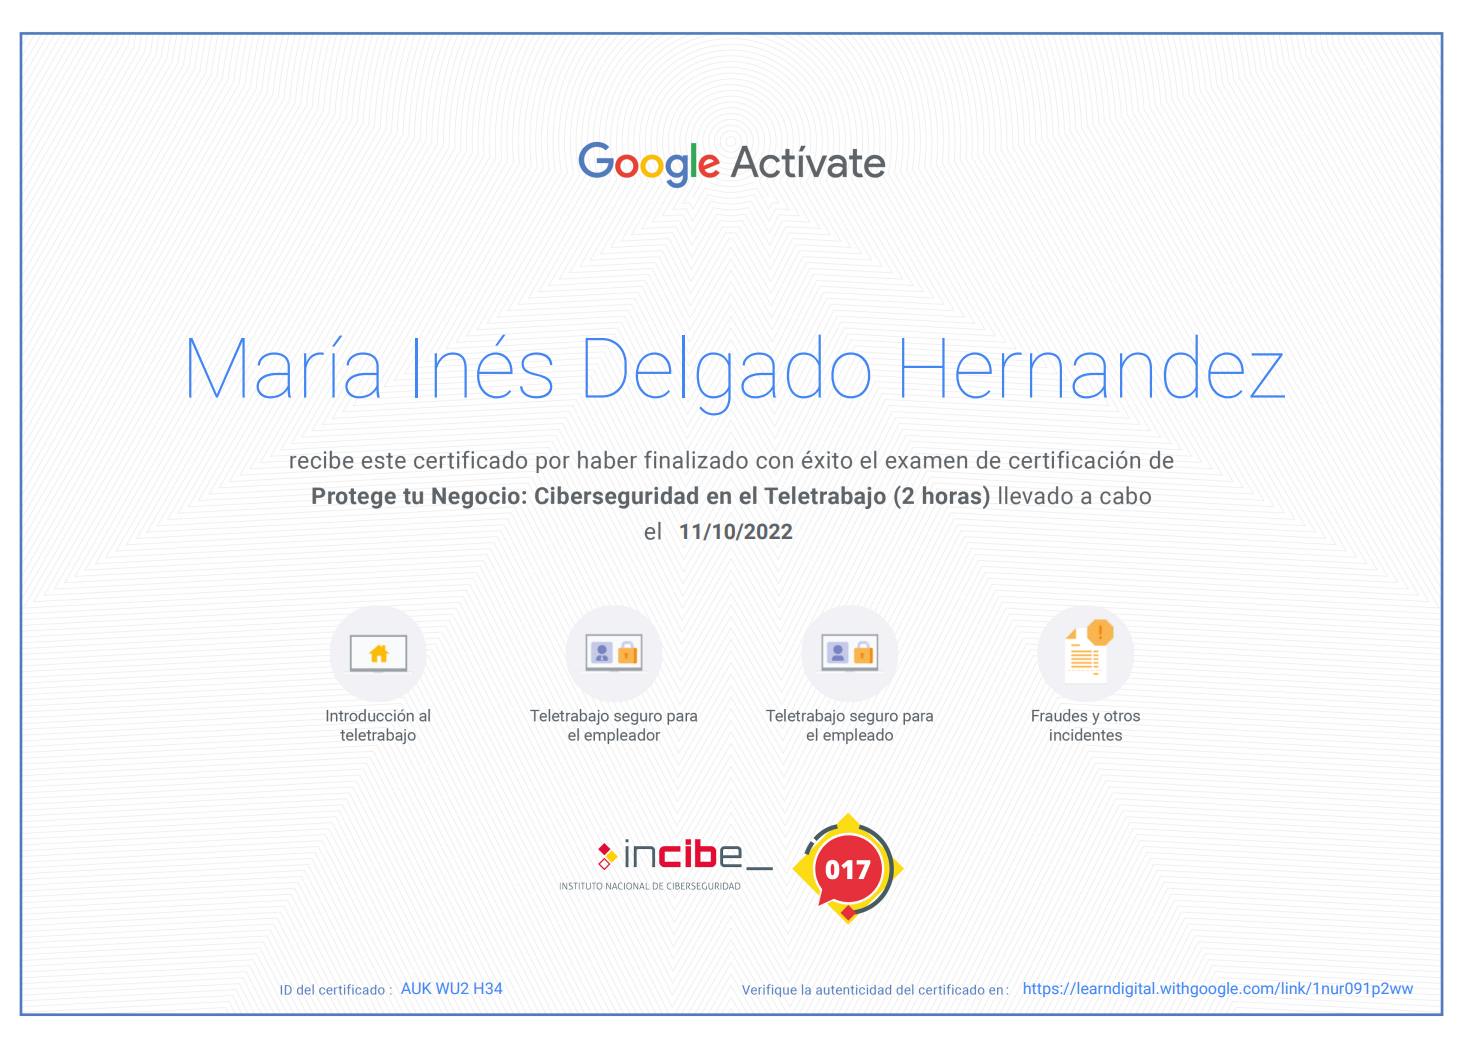 Google Actívate
María Inés Delgado Hernandez
recibe este certificado por haber finalizado con éxito el examen de certificación de
Protege tu Negocio: Ciberseguridad en el Teletrabajo (2 horas) llevado a cabo
el 11/10/2022
Introducción al
teletrabajo
Teletrabajo seguro para
el empleador
Teletrabajo seguro para
el empleado
Fraudes y otros
incidentes
incibe_
INSTITUTO NACIONAL DE CIBERSEGURIDAD
017
ID del certificado : AUK WU2 H34
Verifique la autenticidad del certificado en : https://learndigital.withgoogle.com/link/1nur091p2ww